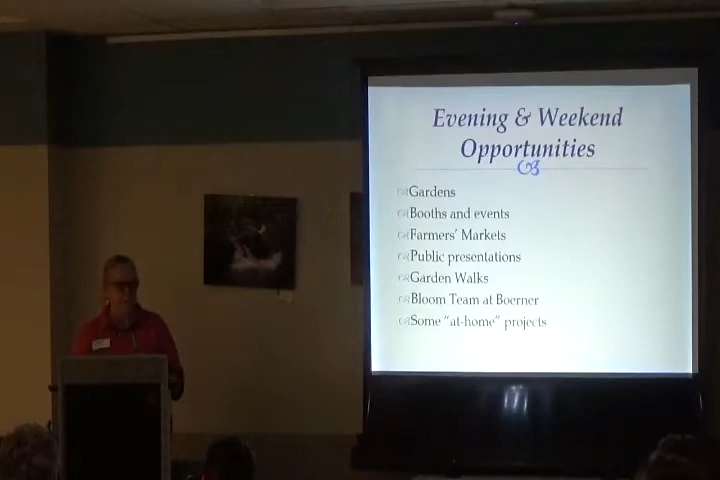 Evening & Weekend
Opportunities
Gardens
Booths and events
Farmers' Markets
Public presentations
Garden Walks
Bloom Team at Boerner
Some "at-home" projects